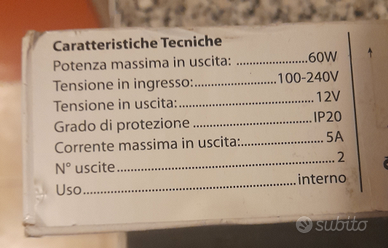 Caratteristiche Tecniche
Potenza massima in uscita: ....................60W
Tensione in ingresso:.......................100-240V
Tensione in uscita:......................................12V
Grado di protezione ..................................IP20
Corrente massima in uscita:.......................5A
N° uscite......................................................2
Uso......................................................interno
subito